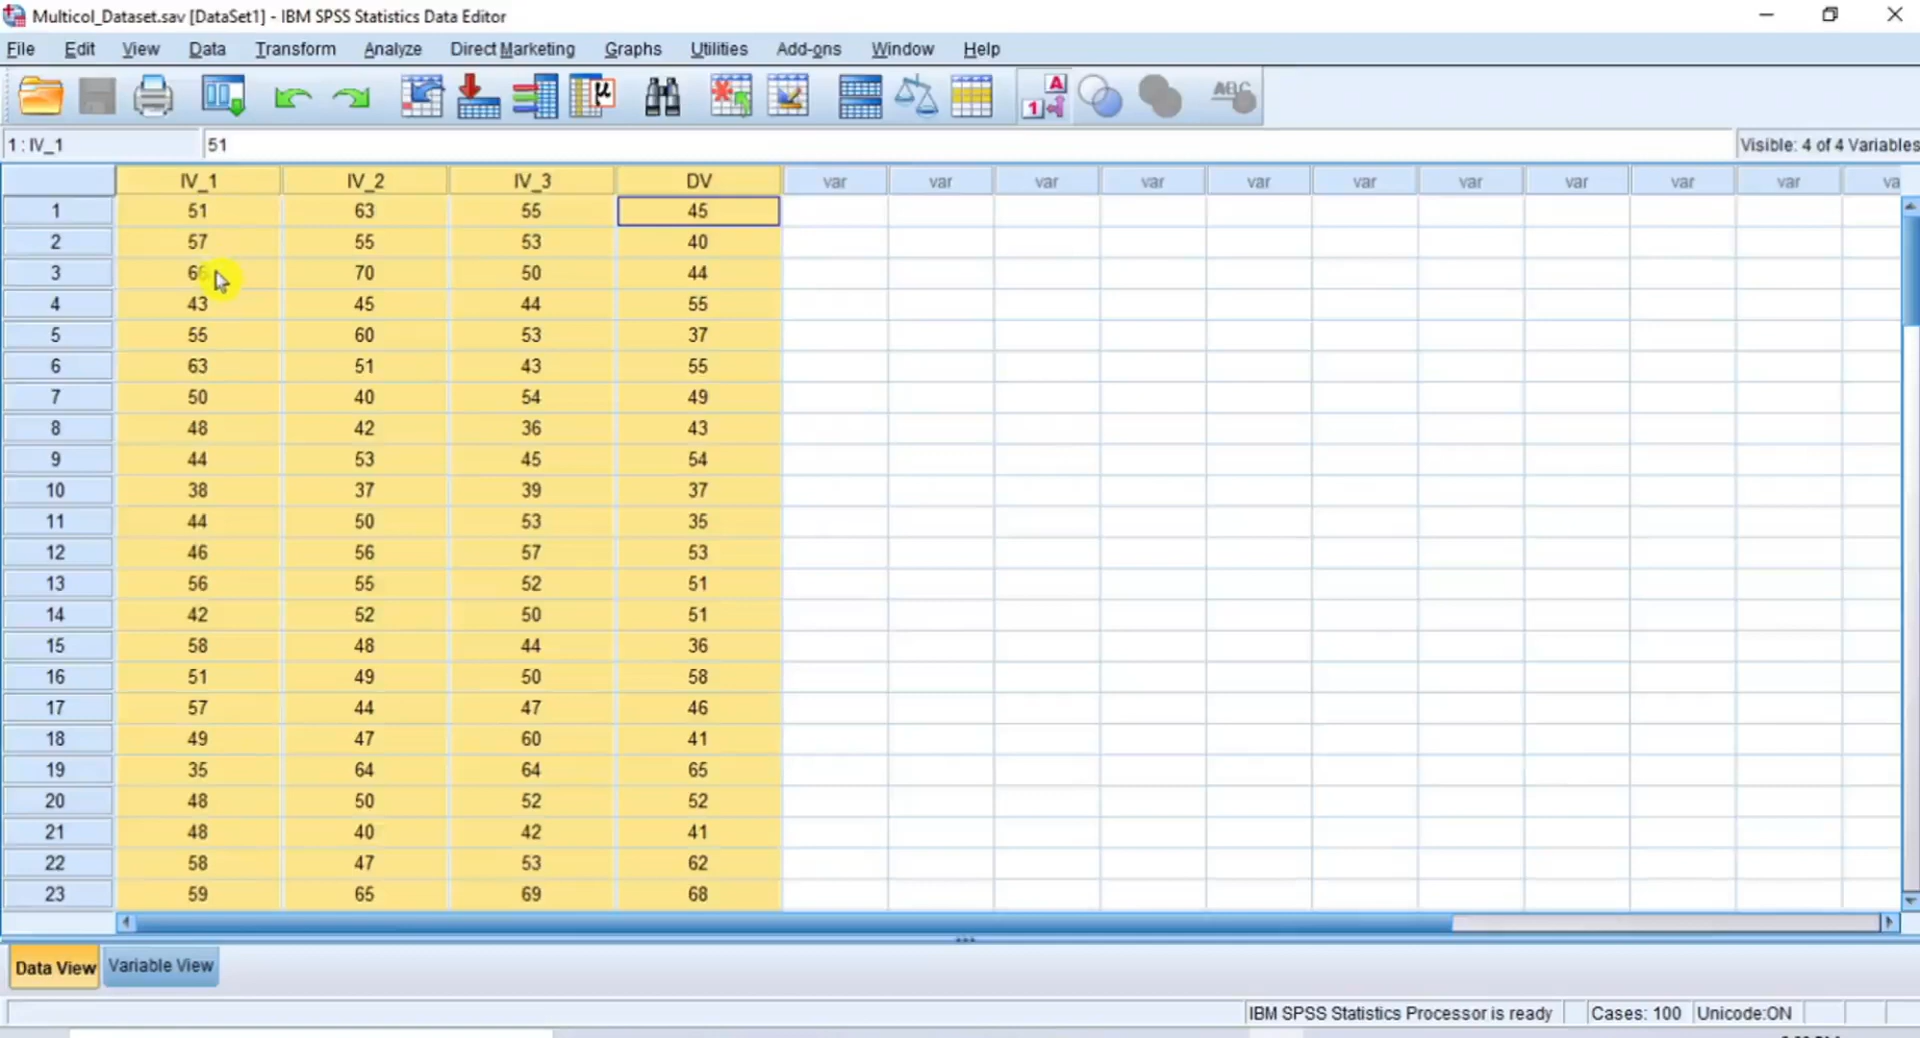 Multicol_Dataset.sav [DataSet1] - IBM SPSS Statistics Data Editor
File Edit View Data Transform Analyze Direct Marketing Graphs Utilities Add-ons Window Help
μ A 1 ABC
1 : IV_1 51 Visible: 4 of 4 Variables
IV_1 IV_2 IV_3 DV var var var var var var var var var var va
1 51 63 55 45
2 57 55 53 40
3 70 50 44
4 43 45 44 55
5 55 60 53 37
6 63 51 43 55
7 50 40 54 49
8 48 42 36 43
9 44 53 45 54
10 38 37 39 37
11 44 50 53 35
12 46 56 57 53
13 56 55 52 51
14 42 52 50 51
15 58 48 44 36
16 51 49 50 58
17 57 44 47 46
18 49 47 60 41
19 35 64 64 65
20 48 50 52 52
21 48 40 42 41
22 58 47 53 62
23 59 65 69 68
Data View Variable View
IBM SPSS Statistics Processor is ready Cases: 100 Unicode:ON